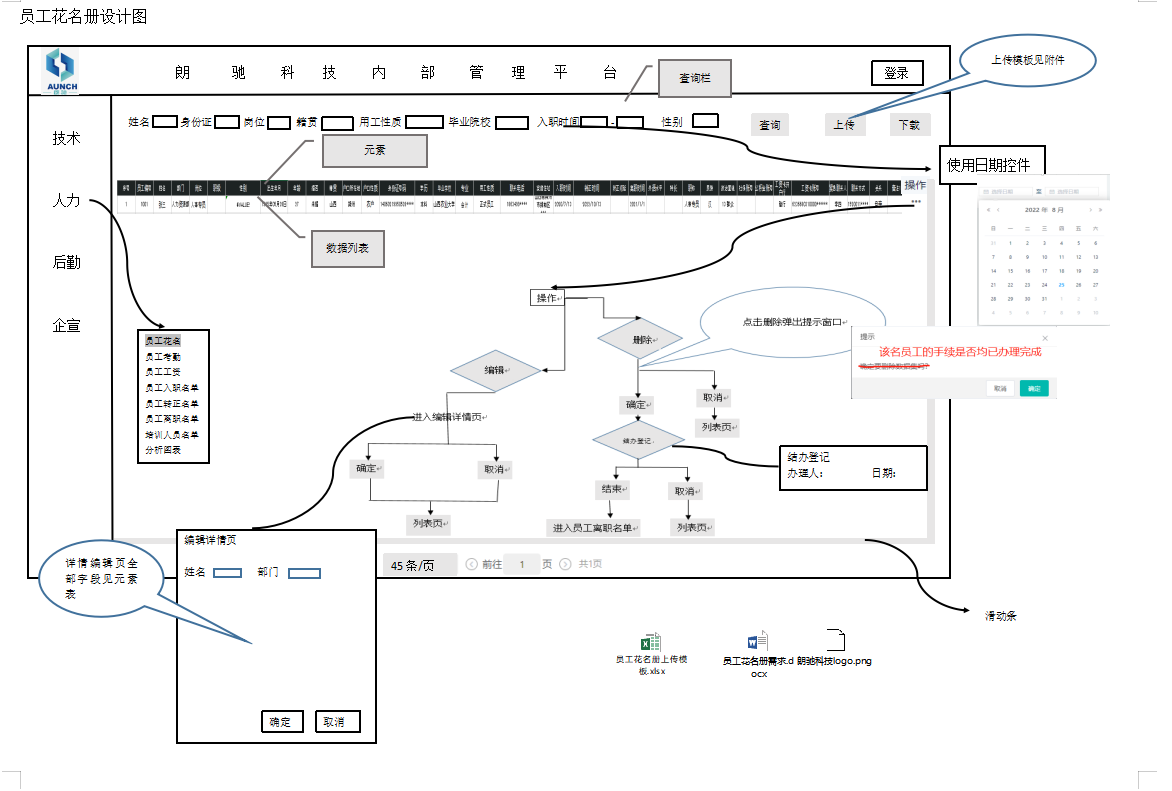 员工花名册设计图
AUNCH
朗 驰 科 技 内 部 管 理 平 台
查询栏
登录
上传模板见附件
姓名 身份证 岗位 籍贯 用工性质 毕业院校 入职时间 - 性别
查询 上传 下载
技术
人力
后勤
企宣
元素
使用日期控件
操作
数据列表
2022 年 8 月
日 一 二 三 四 五 六
31 1 2 3 4 5 6
7 8 9 10 11 12 13
14 15 16 17 18 19 20
21 22 23 24 25 26 27
28 29 30 31 1 2 3
4 5 6 7 8 9 10
操作
点击删除弹出提示窗口
删除
编辑
提示
该名员工的手续是否均已办理完成
确定要删除数据集吗?
取消 确定
员工花名
员工考勤
员工工资
员工入职名单
员工转正名单
员工离职名单
培训人员名单
分析图表
进入编辑详情页
确定 取消
列表页
确定 取消
列表页
结办登记
结束 取消
进入员工离职名单 列表页
结办登记
办理人: 日期:
编辑详情页
姓名 部门
确定 取消
详情编辑页全
部字段见元素
表
45 条/页
前往 1 页
共1页
滑动条
员工花名册上传模
板.xlsx
员工花名册需求.d
ocx
朗驰科技logo.png